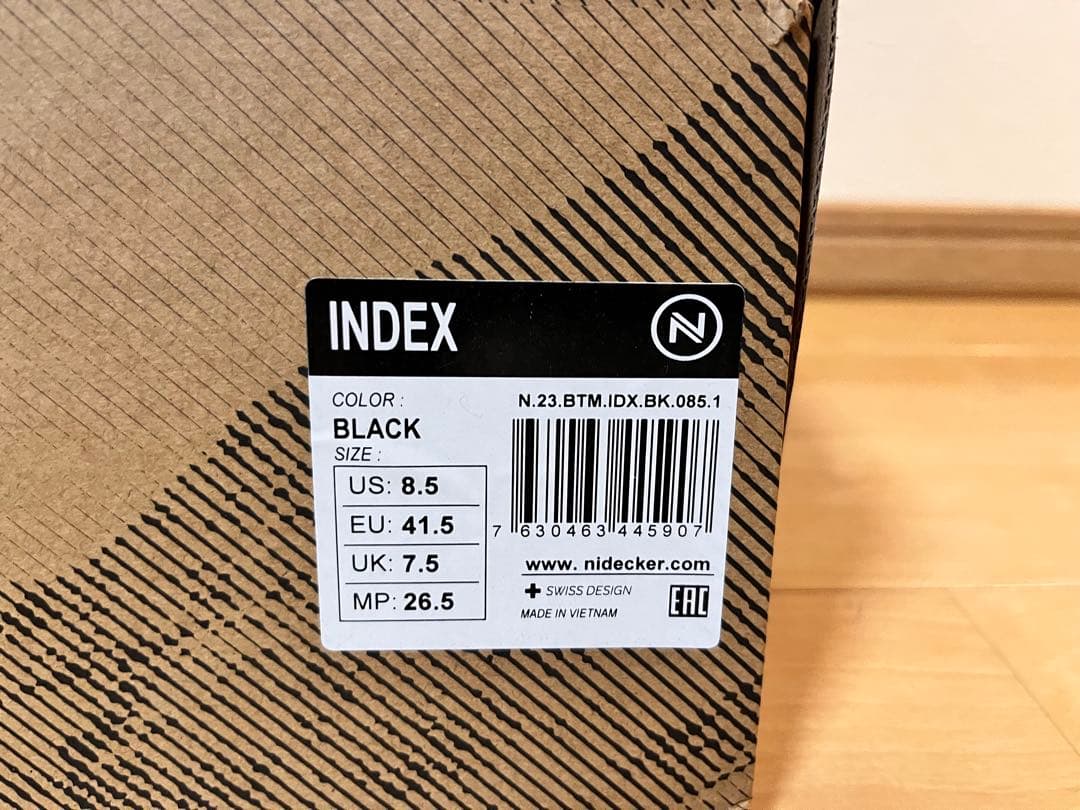 INDEX
N
COLOR :
BLACK
SIZE :
US: 8.5
EU: 41.5
UK: 7.5
MP: 26.5
N.23.BTM.IDX.BK.085.1
7 630463 445907
www. nidecker.com
SWISS DESIGN
MADE IN VIETNAM
EAC